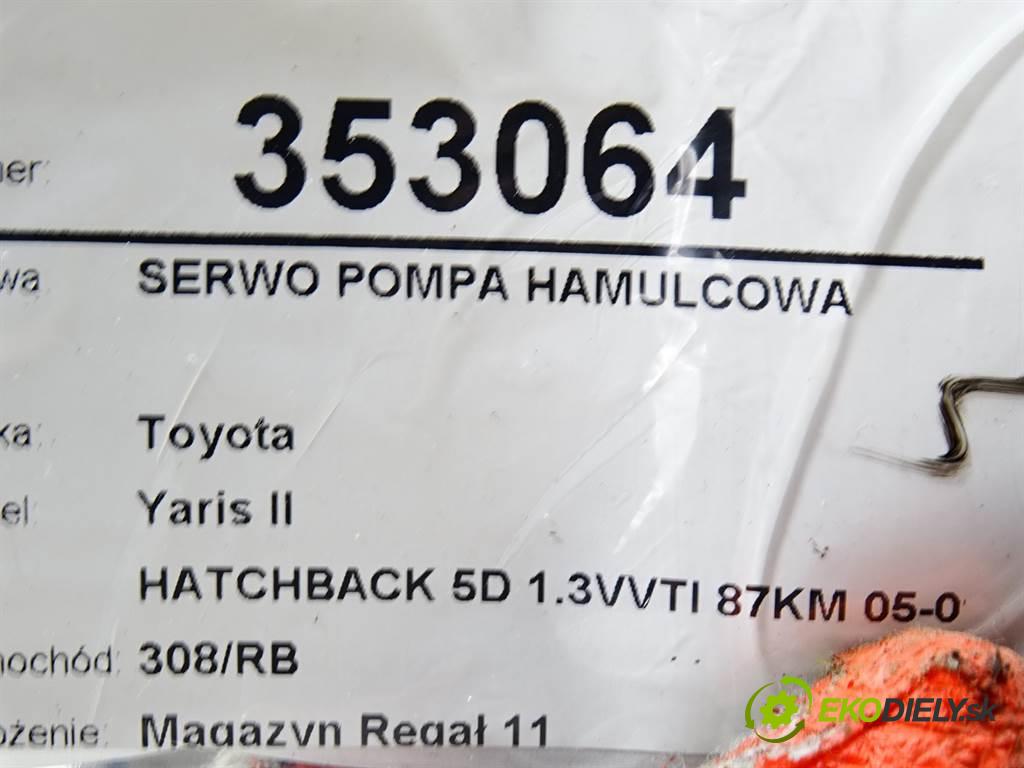 ner: 353064
wa SERWO POMPA HAMULCOWA
ka: Toyota
el: Yaris II
HATCHBACK 5D 1.3VVTI 87KM 05-0
mochód: 308/RB
ożenie: Magazyn Regał 11
EKODIELY.sk